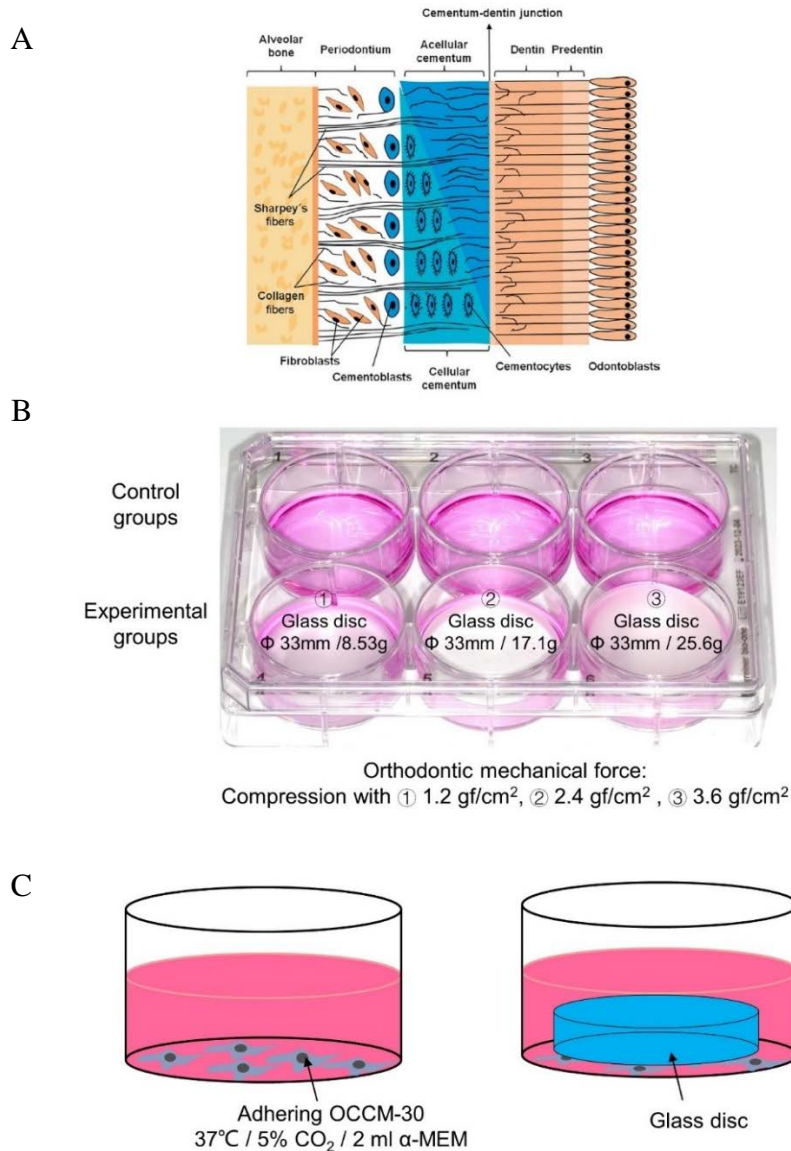 A
Cementum-dentin junction
Alveolar bone
Periodontium
Acellular cementum
Dentin
Predentin
Sharpey´s fibers
Collagen fibers
Fibroblasts
Cementoblasts
Cellular cementum
Cementocytes
Odontoblasts
B
Control groups
1
2
3
Experimental groups
① Glass disc
Φ 33mm /8.53g
② Glass disc
Φ 33mm / 17.1g
③ Glass disc
Φ 33mm / 25.6g
4
5
6
Orthodontic mechanical force:
Compression with ① 1.2 gf/cm², ② 2.4 gf/cm² , ③ 3.6 gf/cm²
C
Adhering OCCM-30
37℃ / 5% CO₂ / 2 ml α-MEM
Glass disc